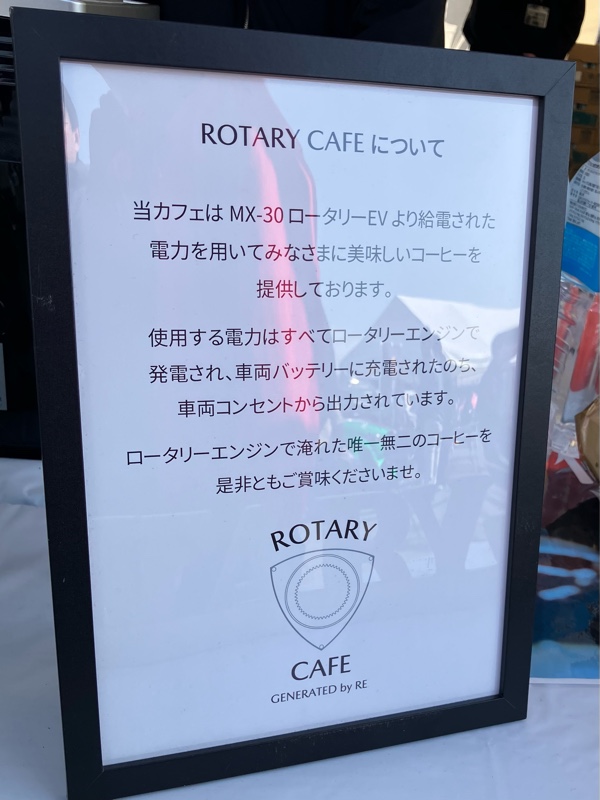 ROTARY CAFE について
当カフェは MX-30 ロータリーEV より給電された
電力を用いてみなさまに美味しいコーヒーを
提供しております。
使用する電力はすべてロータリーエンジンで
発電され、車両バッテリーに充電されたのち、
車両コンセントから出力されています。
ロータリーエンジンで淹れた唯一無二のコーヒーを
是非ともご賞味くださいませ。
ROTARY
CAFE
GENERATED by RE